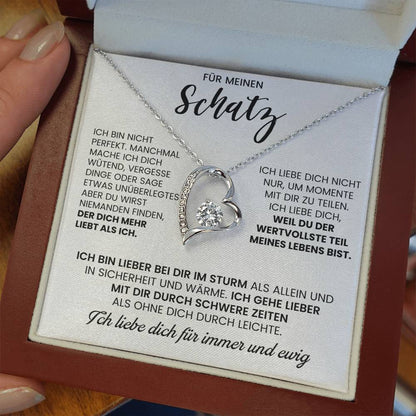 FÜR MEINEN
Schatz
ICH BIN NICHT
PERFEKT. MANCHMAL
MACHE ICH DICH
WÜTEND, VERGESSE
DINGE ODER SAGE
ETWAS UNÜBERLEGTES
ABER DU WIRST
NIEMANDEN FINDEN,
DER DICH MEHR
LIEBT ALS ICH.
ICH LIEBE DICH NICHT
NUR, UM MOMENTE
MIT DIR ZU TEILEN.
ICH LIEBE DICH,
WEIL DU DER
WERTVOLLSTE TEIL
MEINES LEBENS BIST.
ICH BIN LIEBER BEI DIR IM STURM ALS ALLEIN UND
IN SICHERHEIT UND WÄRME. ICH GEHE LIEBER
MIT DIR DURCH SCHWERE ZEITEN
ALS OHNE DICH DURCH LEICHTE.
Ich liebe dich für immer und ewig